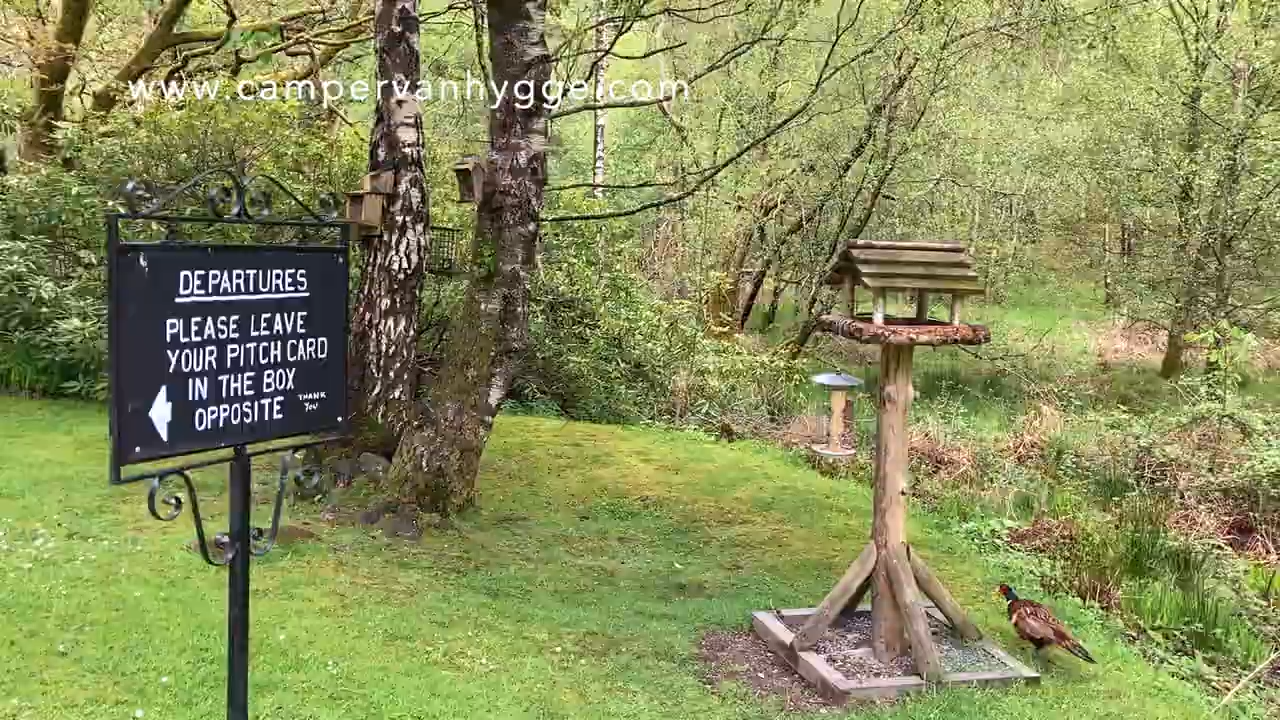 www.campervanhygge.com
DEPARTURES
PLEASE LEAVE
YOUR PITCH CARD
IN THE BOX
OPPOSITE
THANK
YOU